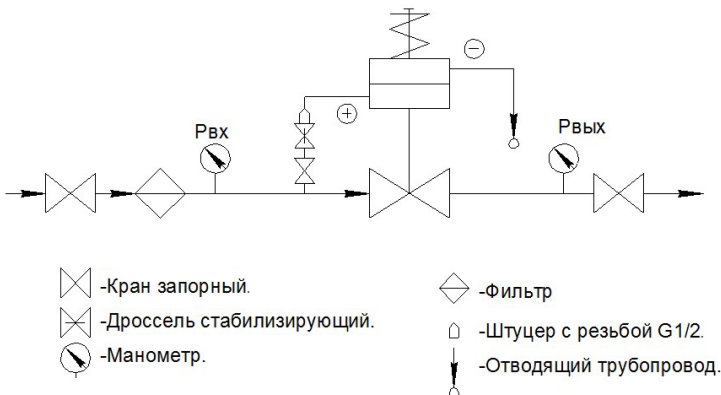 Рвх
Рвых
+
−
-Кран запорный.
-Дроссель стабилизирующий.
-Манометр.
-Фильтр
-Штуцер с резьбой G1/2.
-Отводящий трубопровод.